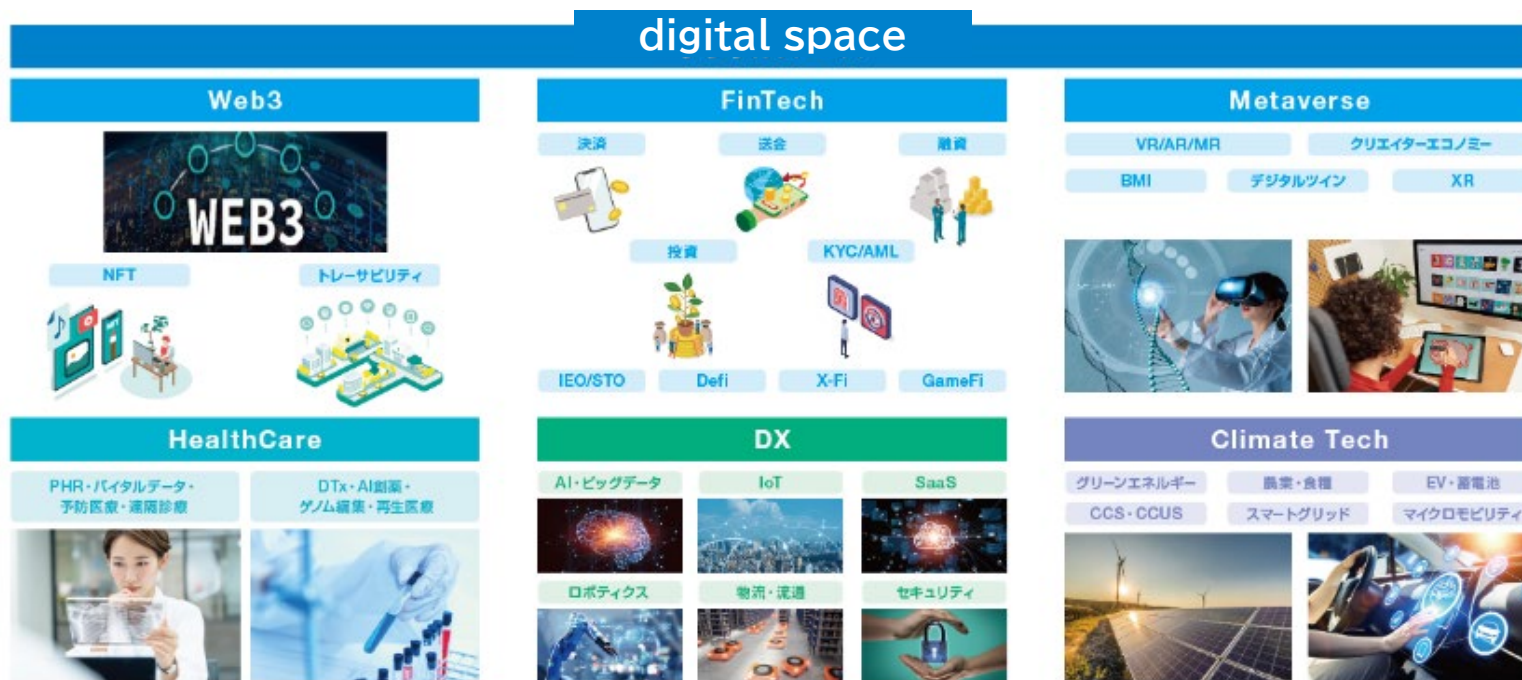 digital space
Web3
FinTech
Metaverse
WEB3
NFT
トレーサビリティ
決済
送金
融資
投資
KYC/AML
IEO/STO
Defi
X-Fi
GameFi
VR/AR/MR
クリエイターエコノミー
BMI
デジタルツイン
XR
HealthCare
DX
Climate Tech
PHR・バイタルデータ・
予防医療・遠隔診療
DTx・AI創薬・
ゲノム編集・再生医療
AI・ビッグデータ
IoT
SaaS
ロボティクス
物流・流通
セキュリティ
グリーンエネルギー
農業・食糧
EV・蓄電池
CCS・CCUS
スマートグリッド
マイクロモビリティ